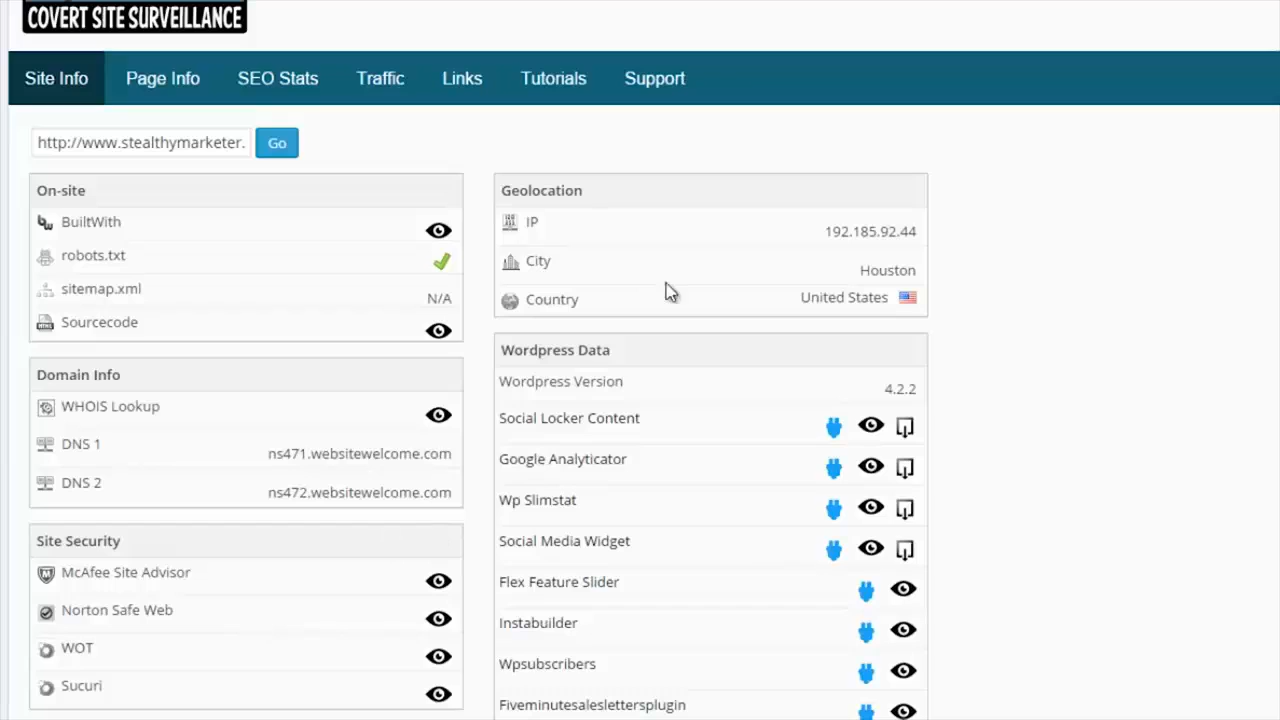 COVERT SITE SURVEILLANCE
Site Info Page Info SEO Stats Traffic Links Tutorials Support
http://www.stealthymarketer. Go
On-site
BuiltWith
robots.txt
sitemap.xml N/A
Sourcecode
Domain Info
WHOIS Lookup
DNS 1 ns471.websitewelcome.com
DNS 2 ns472.websitewelcome.com
Site Security
McAfee Site Advisor
Norton Safe Web
WOT
Sucuri
Geolocation
IP 192.185.92.44
City Houston
Country United States
Wordpress Data
Wordpress Version 4.2.2
Social Locker Content
Google Analyticator
Wp Slimstat
Social Media Widget
Flex Feature Slider
Instabuilder
Wpsubscribers
Fiveminutesaleslettersplugin